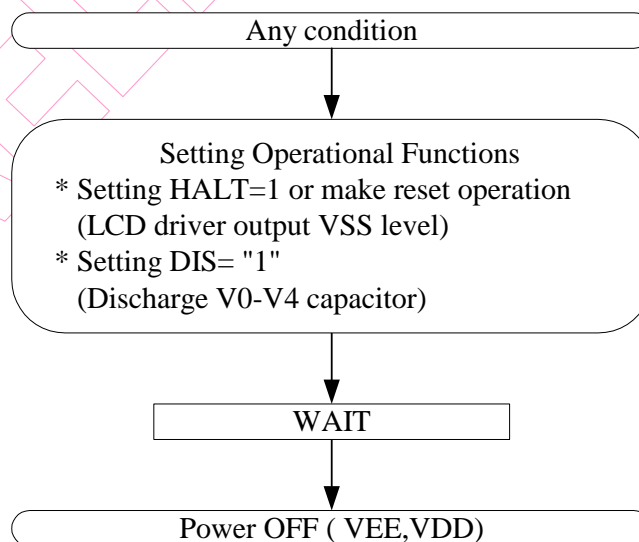 Any condition
Setting Operational Functions
* Setting HALT=1 or make reset operation
(LCD driver output VSS level)
* Setting DIS= "1"
(Discharge V0-V4 capacitor)
WAIT
Power OFF ( VEE,VDD)